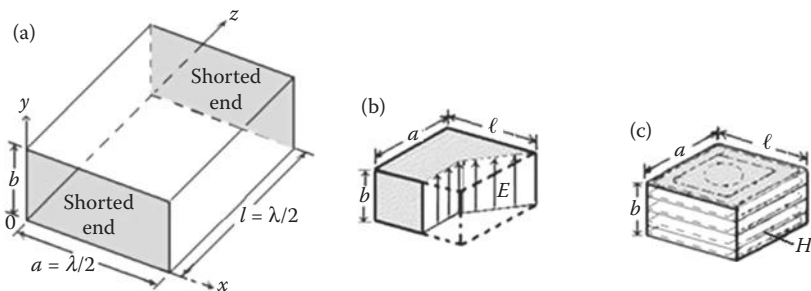 (a)
z
Shorted
end
y
b
0
Shorted
end
l = λ/2
a = λ/2
x
(b)
a
ℓ
b
E
(c)
a
ℓ
b
H